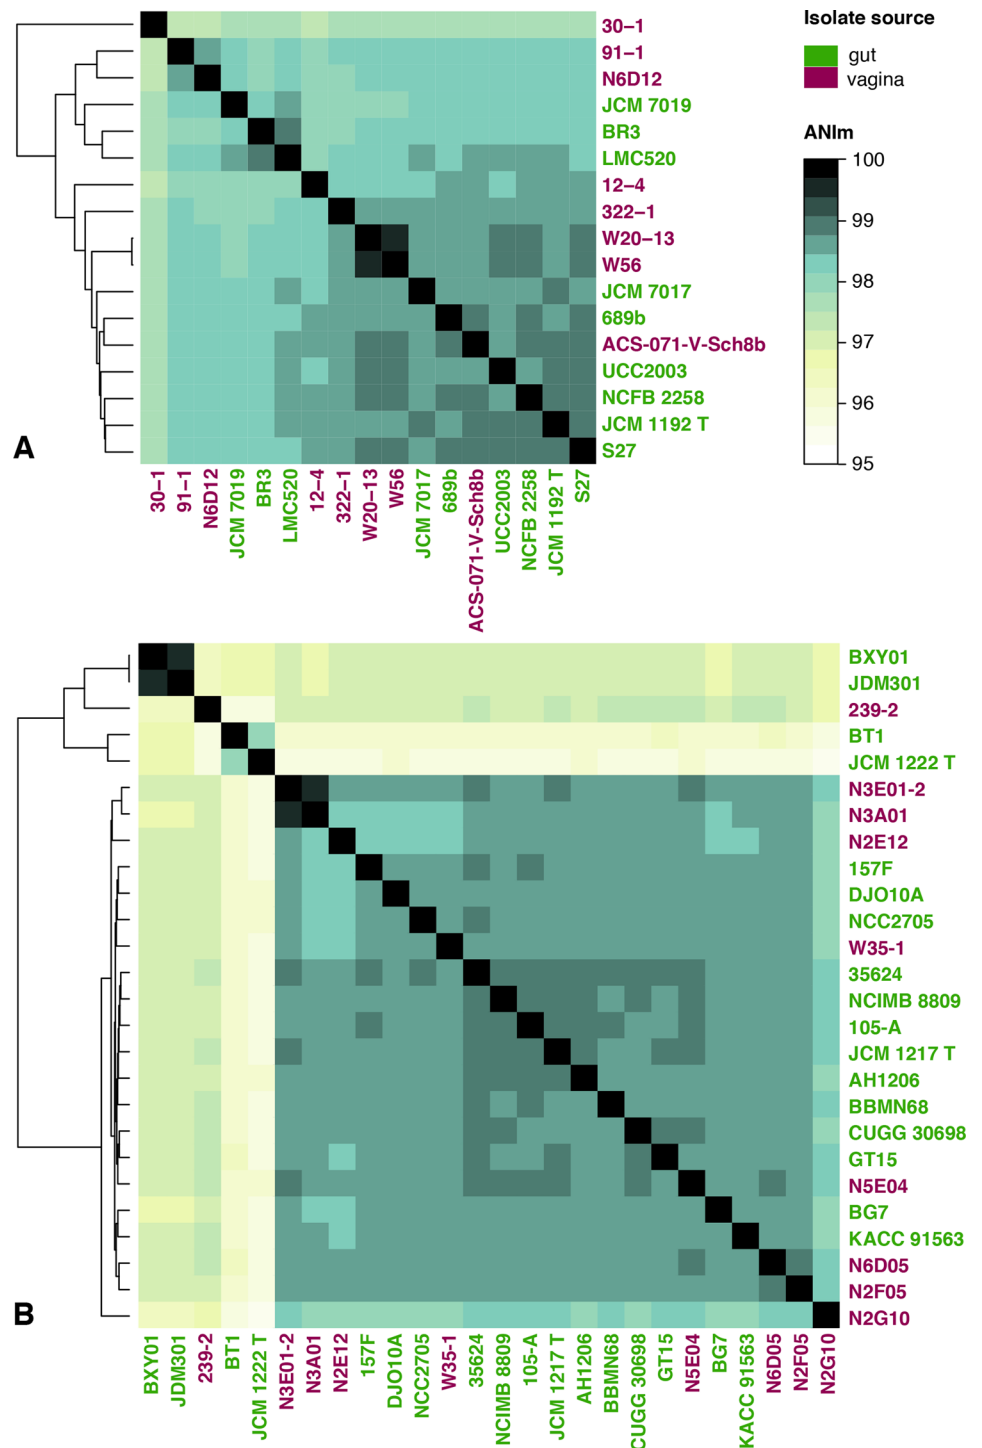 Isolate source
gut
vagina
ANIm
100
99
98
97
96
95
30–1
91–1
N6D12
JCM 7019
BR3
LMC520
12–4
322–1
W20–13
W56
JCM 7017
689b
ACS-071-V-Sch8b
UCC2003
NCFB 2258
JCM 1192 T
S27
A
30–1
91–1
N6D12
JCM 7019
BR3
LMC520
12–4
322–1
W20–13
W56
JCM 7017
689b
ACS-071-V-Sch8b
UCC2003
NCFB 2258
JCM 1192 T
S27
BXY01
JDM301
239-2
BT1
JCM 1222 T
N3E01-2
N3A01
N2E12
157F
DJO10A
NCC2705
W35-1
35624
NCIMB 8809
105-A
JCM 1217 T
AH1206
BBMN68
CUGG 30698
GT15
N5E04
BG7
KACC 91563
N6D05
N2F05
N2G10
B
BXY01
JDM301
239-2
BT1
JCM 1222 T
N3E01-2
N3A01
N2E12
157F
DJO10A
NCC2705
W35-1
35624
NCIMB 8809
105-A
JCM 1217 T
AH1206
BBMN68
CUGG 30698
GT15
N5E04
BG7
KACC 91563
N6D05
N2F05
N2G10